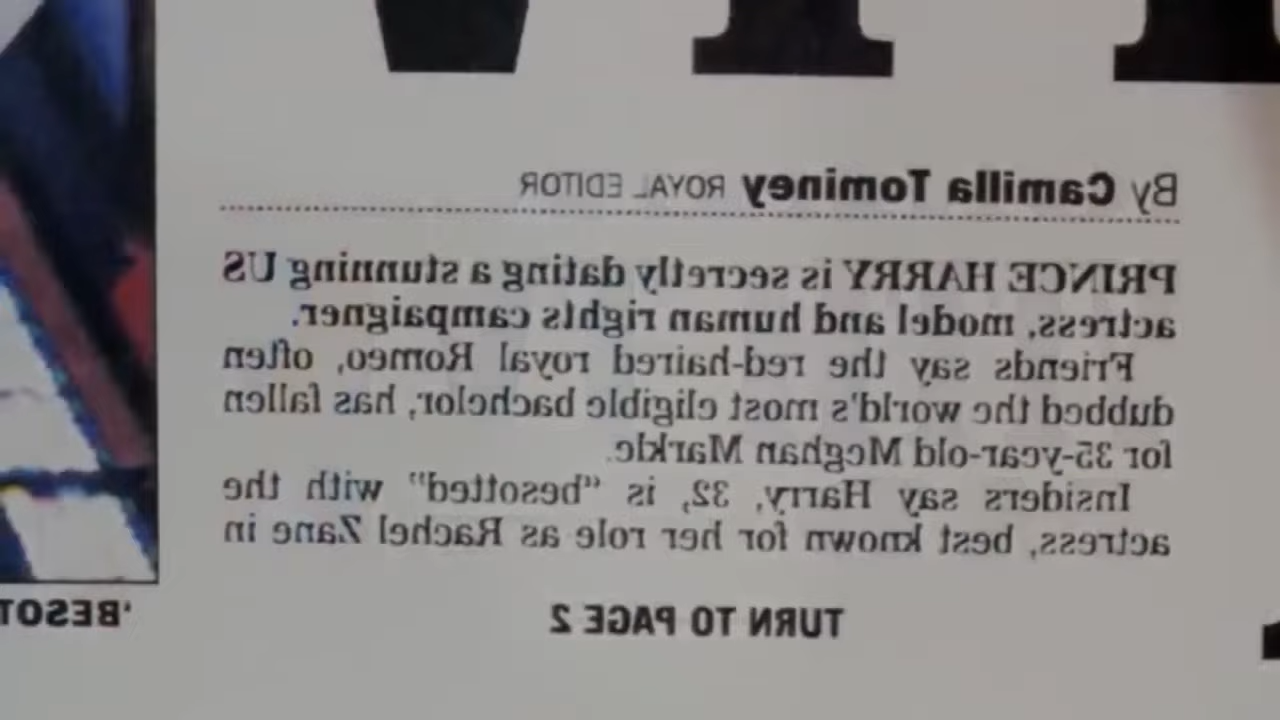 By Camilla Tominey ROYAL EDITOR
PRINCE HARRY is secretly dating a stunning US
actress, model and human rights campaigner.
Friends say the red-haired royal Romeo, often
dubbed the world's most eligible bachelor, has fallen
for 35-year-old Meghan Markle.
Insiders say Harry, 32, is "besotted" with the
actress, best known for her role as Rachel Zane in
TURN TO PAGE 2
'BESOT